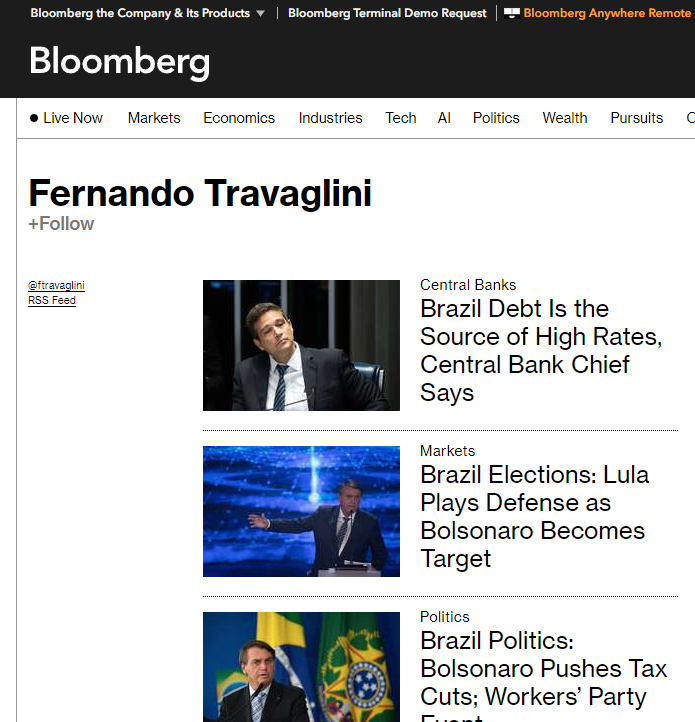 Bloomberg the Company & Its Products
Bloomberg Terminal Demo Request
Bloomberg Anywhere Remote
Bloomberg
Live Now
Markets
Economics
Industries
Tech
AI
Politics
Wealth
Pursuits
Fernando Travaglini
+Follow
@ftravaglini
RSS Feed
Central Banks
Brazil Debt Is the
Source of High Rates,
Central Bank Chief
Says
Markets
Brazil Elections: Lula
Plays Defense as
Bolsonaro Becomes
Target
Politics
Brazil Politics:
Bolsonaro Pushes Tax
Cuts; Workers’ Party
Event